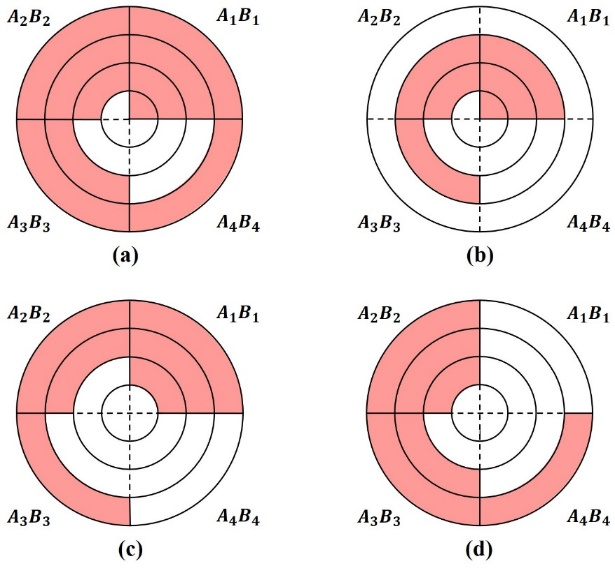 A₂B₂ A₁B₁ A₂B₂ A₁B₁
A₃B₃ A₄B₄ A₃B₃ A₄B₄
(a) (b)
A₂B₂ A₁B₁ A₂B₂ A₁B₁
A₃B₃ A₄B₄ A₃B₃ A₄B₄
(c) (d)